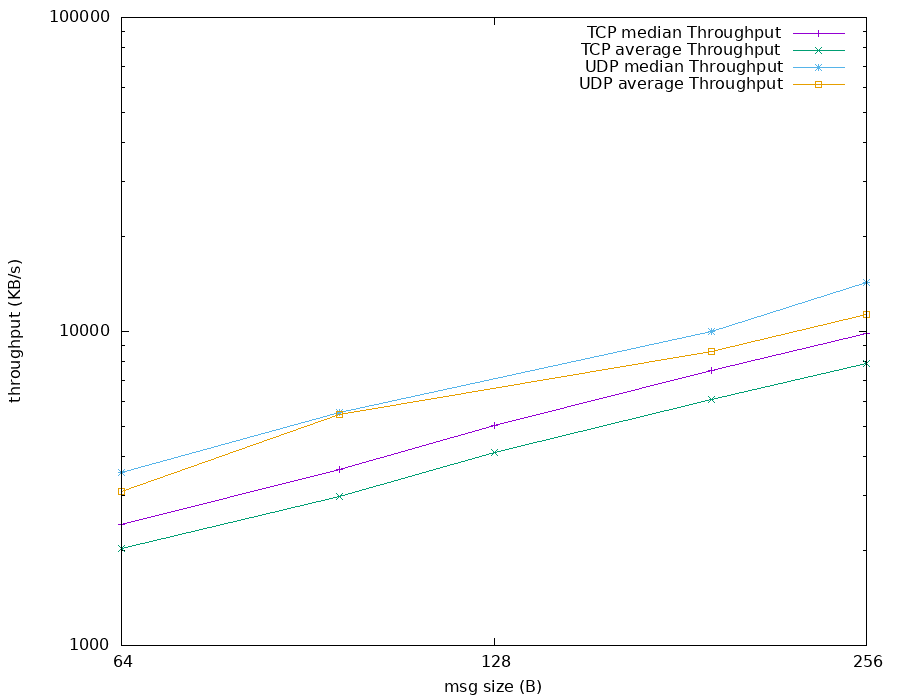 100000
TCP median Throughput
TCP average Throughput
UDP median Throughput
UDP average Throughput
throughput (KB/s)
10000
1000
64 128 256
msg size (B)